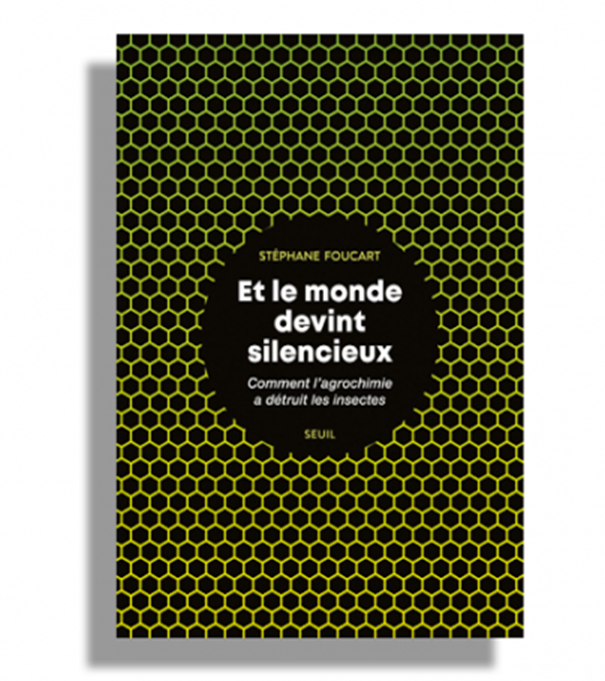 STÉPHANE FOUCART
Et le monde
devint
silencieux
Comment l'agrochimie
a détruit les insectes
SEUIL